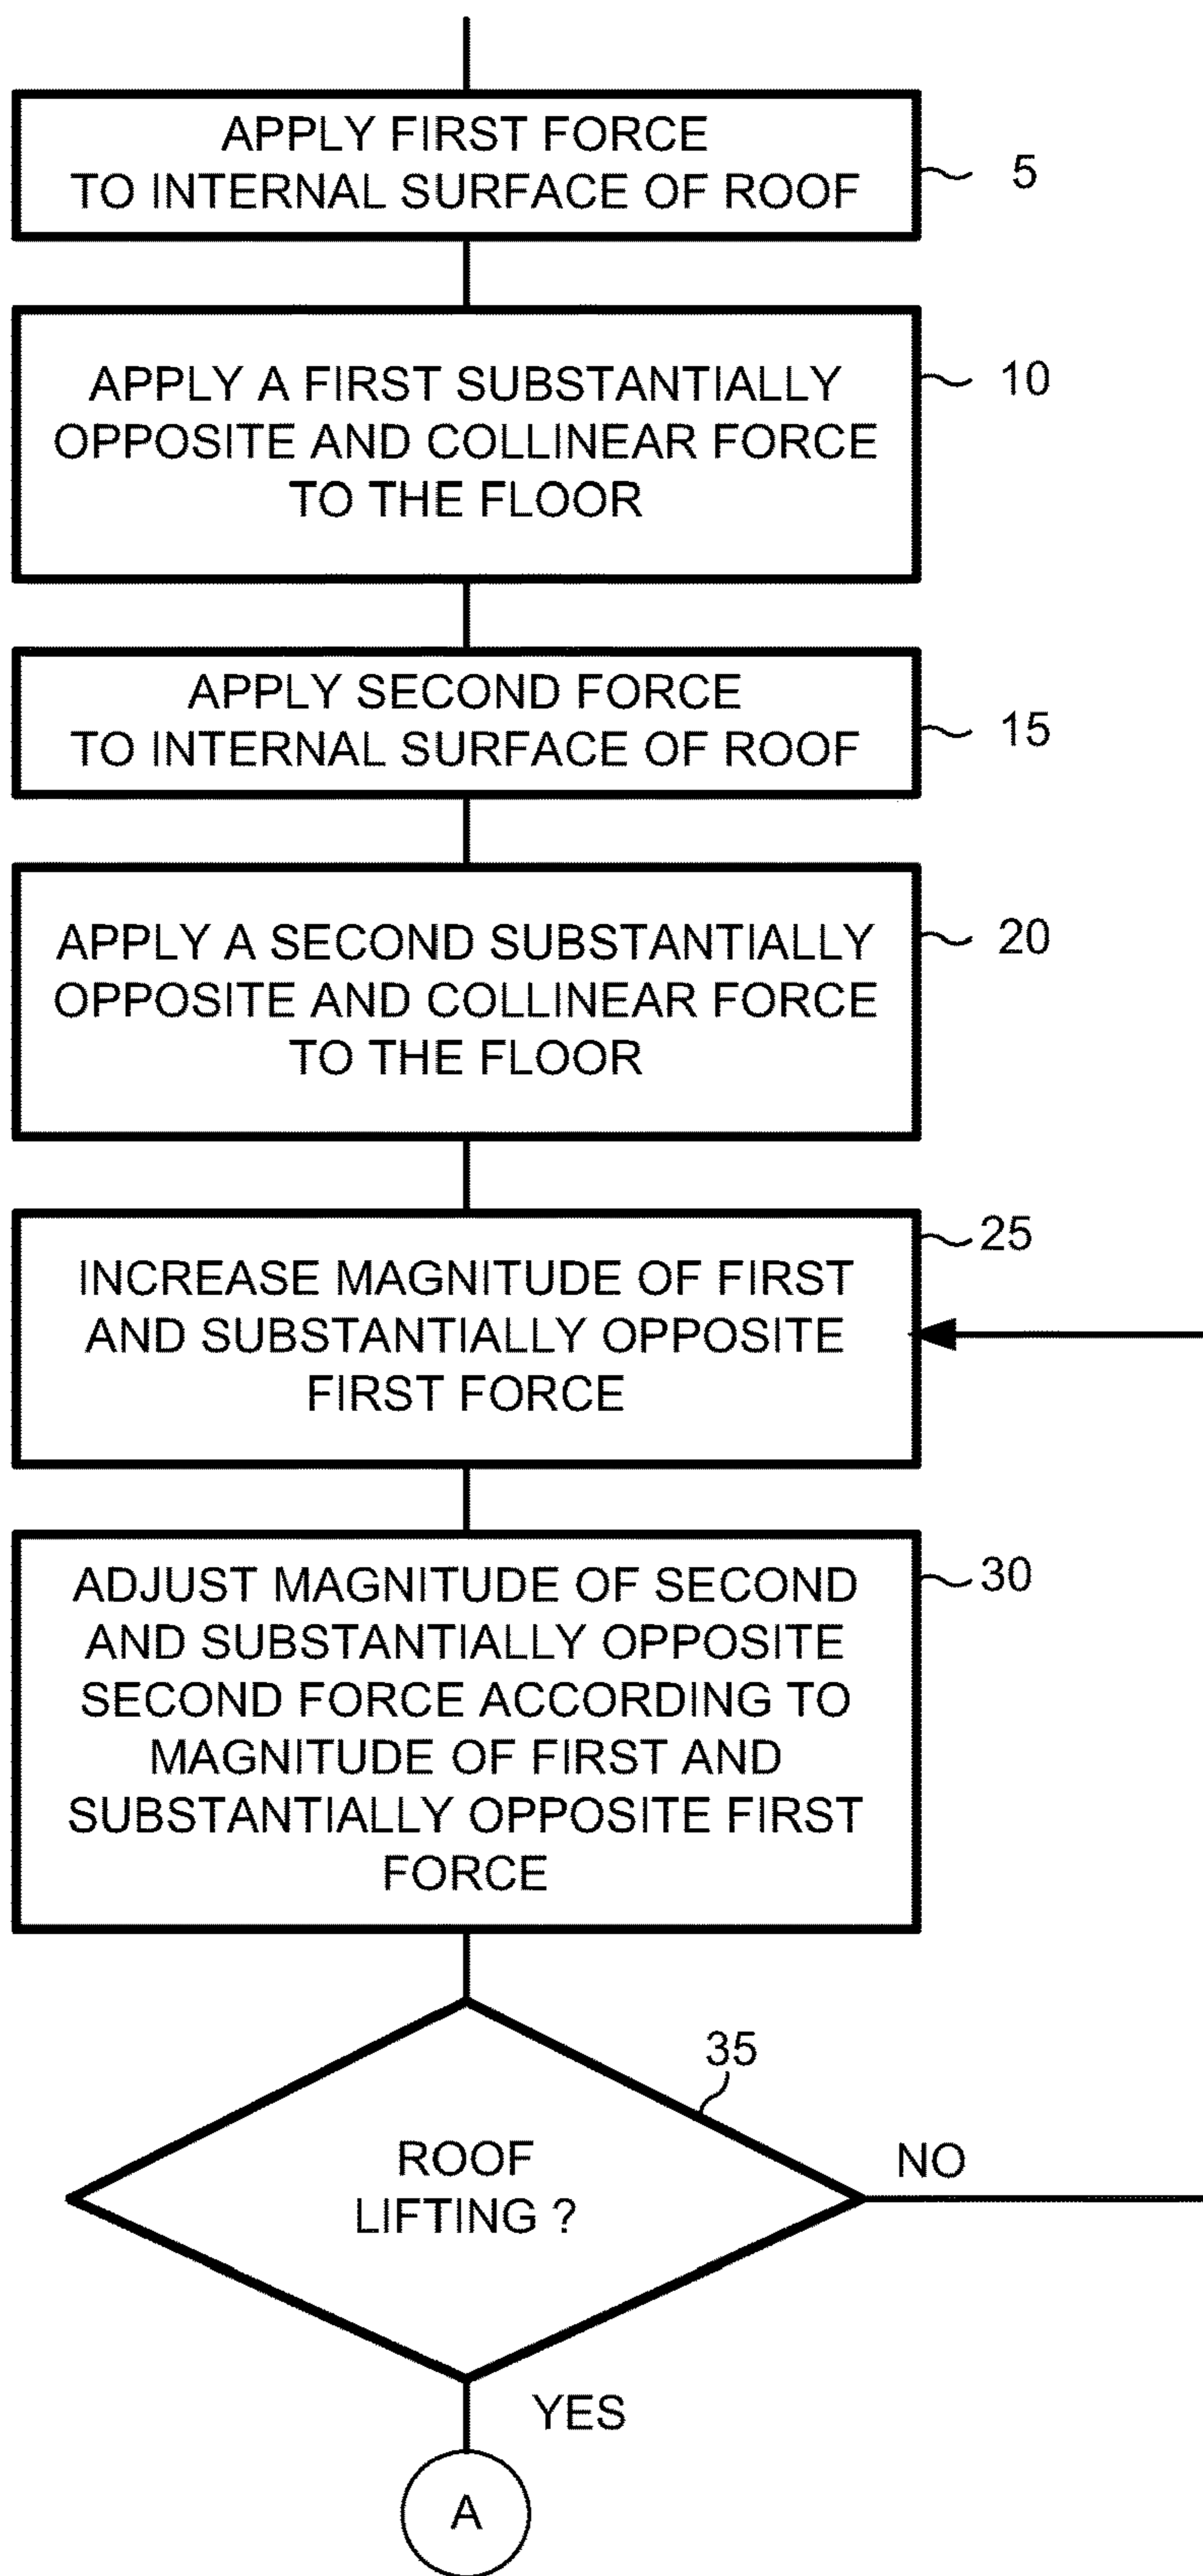 APPLY FIRST FORCE
TO INTERNAL SURFACE OF ROOF
5
APPLY A FIRST SUBSTANTIALLY
OPPOSITE AND COLLINEAR FORCE
TO THE FLOOR
10
APPLY SECOND FORCE
TO INTERNAL SURFACE OF ROOF
15
APPLY A SECOND SUBSTANTIALLY
OPPOSITE AND COLLINEAR FORCE
TO THE FLOOR
20
INCREASE MAGNITUDE OF FIRST
AND SUBSTANTIALLY OPPOSITE
FIRST FORCE
25
ADJUST MAGNITUDE OF SECOND
AND SUBSTANTIALLY OPPOSITE
SECOND FORCE ACCORDING TO
MAGNITUDE OF FIRST AND
SUBSTANTIALLY OPPOSITE FIRST
FORCE
30
35
ROOF
LIFTING ?
NO
YES
A